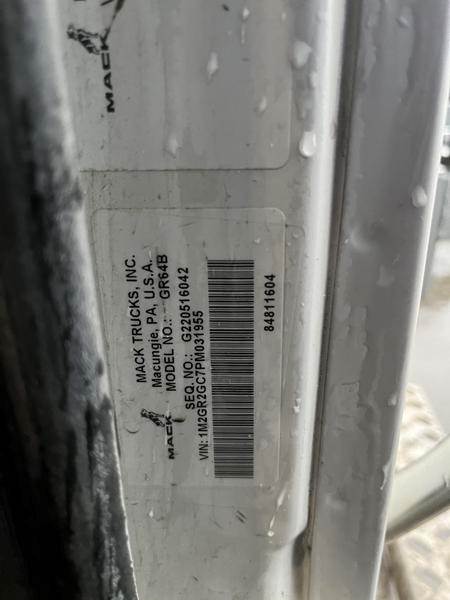 MACK
MACK TRUCKS, INC.
Macungie, PA, U.S.A.
MODEL NO.: GR64B
SEQ. NO.: G220516042
VIN: 1M2GR2GC7PM031955
84811604
MACK